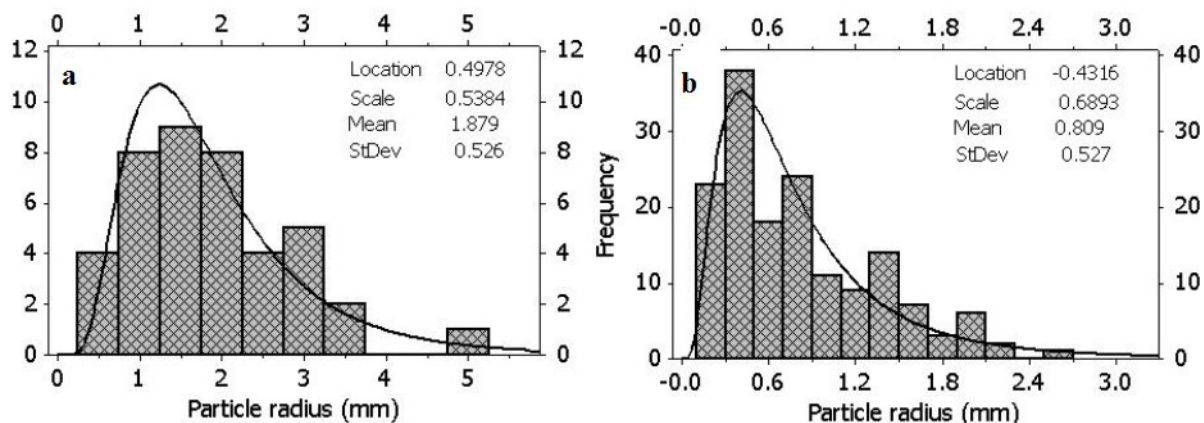 0 1 2 3 4 5
12 10 8 6 4 2 0
a
Location 0.4978
Scale 0.5384
Mean 1.879
StDev 0.526
12 10 8 6 4 2 0
0 1 2 3 4 5
Particle radius (mm)
-0.0 0.6 1.2 1.8 2.4 3.0
Frequency
40 30 20 10 0
b
Location -0.4316
Scale 0.6893
Mean 0.809
StDev 0.527
40 30 20 10 0
-0.0 0.6 1.2 1.8 2.4 3.0
Particle radius (mm)